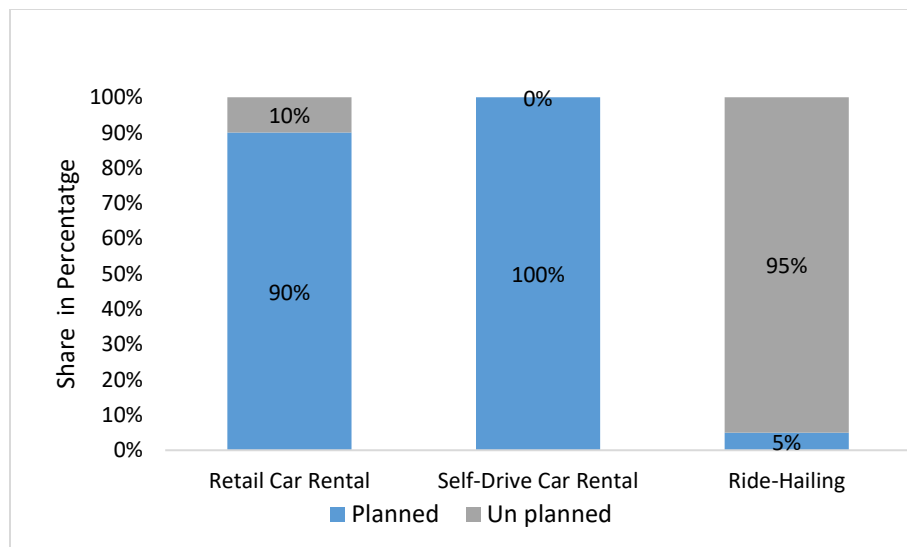 Share in Percentatge
100%
90%
80%
70%
60%
50%
40%
30%
20%
10%
0%
10%
90%
0%
100%
95%
5%
Retail Car Rental
Self-Drive Car Rental
Ride-Hailing
Planned
Un planned